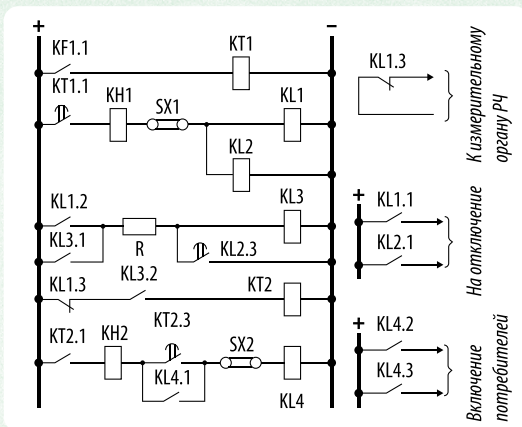 +
−
KF1.1
KT1
KT1.1
KH1
SX1
KL1
KL2
KL1.2
KL3
KL3.1
R
KL2.3
KL1.3
KL3.2
KT2
KT2.1
KH2
KT2.3
SX2
KL4.1
KL4
KL1.3
К измерительному
органу РЧ
+
KL1.1
KL2.1
На отключение
+
KL4.2
KL4.3
Включение
потребителей